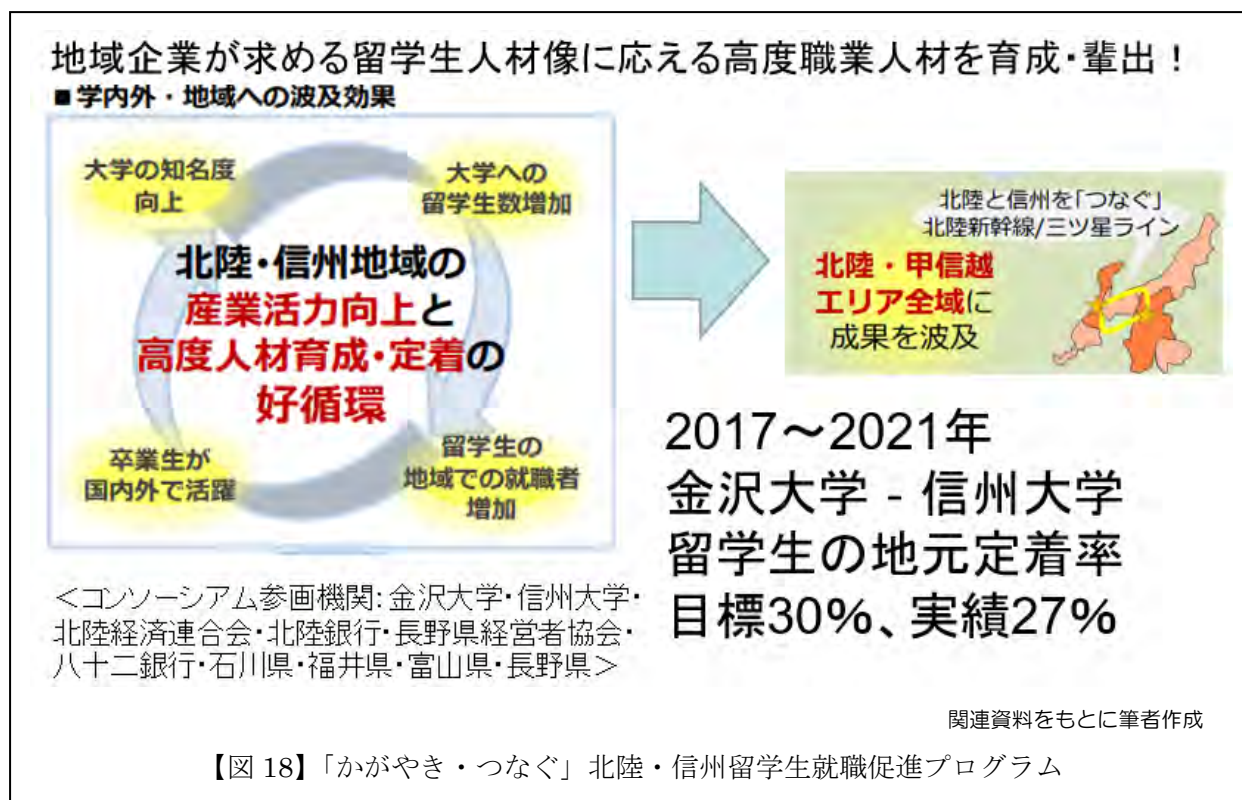 地域企業が求める留学生人材像に応える高度職業人材を育成・輩出！
■学内外・地域への波及効果
大学の知名度
向上
大学への
留学生数増加
北陸・信州地域の
産業活力向上と
高度人材育成・定着の
好循環
卒業生が
国内外で活躍
留学生の
地域での就職者
増加
北陸と信州を「つなぐ」
北陸新幹線/三ツ星ライン
北陸・甲信越
エリア全域に
成果を波及
2017～2021年
金沢大学 - 信州大学
留学生の地元定着率
目標30%、実績27%
＜コンソーシアム参画機関：金沢大学・信州大学・
北陸経済連合会・北陸銀行・長野県経営者協会・
八十二銀行・石川県・福井県・富山県・長野県＞
関連資料をもとに筆者作成
【図 18】「かがやき・つなぐ」北陸・信州留学生就職促進プログラム